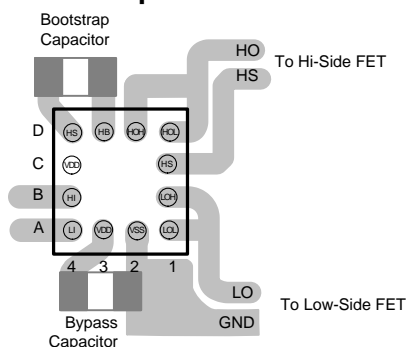 Bootstrap
Capacitor
HO
To Hi-Side FET
HS
D HS HB HOH HOL
C VDD HS
B HI LOH
A LI VDD VSS LOL
4 3 2 1
LO
To Low-Side FET
GND
Bypass
Capacitor